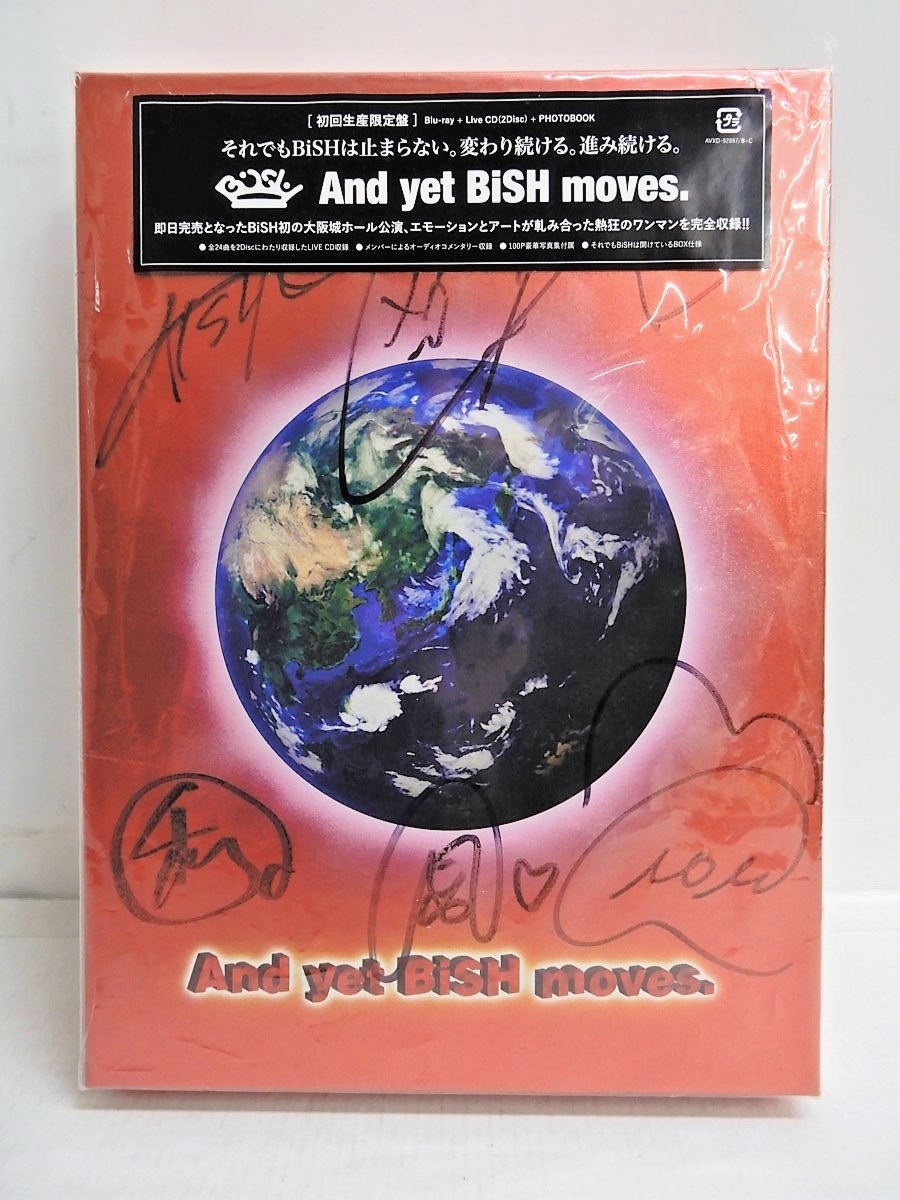 [初回生産限定盤] Blu-ray + Live CD(2Disc) + PHOTOBOOK
プラ
AVXD-92887/B~C
それでもBiSHは止まらない。変わり続ける。進み続ける。
BiSH. And yet BiSH moves.
即日完売となったBiSH初の大阪城ホール公演、エモーションとアートが軋み合った熱狂のワンマンを完全収録!!
●全24曲を2Discにわたり収録したLIVE CD収録 ●メンバーによるオーディオコメンタリー収録 ●100P豪華写真集付属 ●それでもBiSHは開けているBOX仕様
And yet BiSH moves.